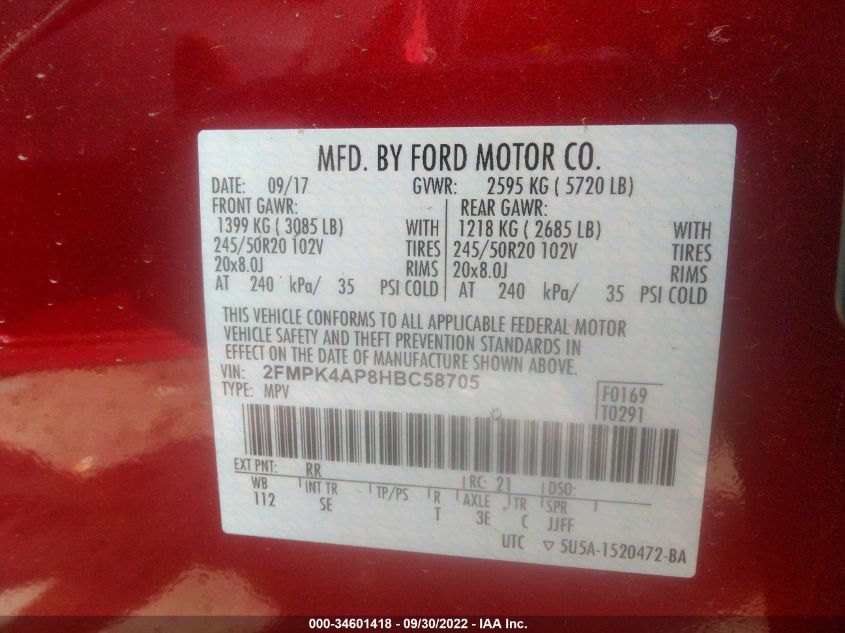 MFD. BY FORD MOTOR CO.
DATE: 09/17 GVWR: 2595 KG ( 5720 LB)
FRONT GAWR: REAR GAWR:
1399 KG ( 3085 LB) WITH 1218 KG ( 2685 LB) WITH
245/50R20 102V TIRES 245/50R20 102V TIRES
20x8.0J RIMS 20x8.0J RIMS
AT 240 kPa/ 35 PSI COLD AT 240 kPa/ 35 PSI COLD
THIS VEHICLE CONFORMS TO ALL APPLICABLE FEDERAL MOTOR
VEHICLE SAFETY AND THEFT PREVENTION STANDARDS IN
EFFECT ON THE DATE OF MANUFACTURE SHOWN ABOVE.
VIN: 2FMPK4AP8HBC58705
TYPE: MPV
F0169
T0291
EXT PNT: RR RC: 21 DSO:
WB INT TR TP/PS R AXLE TR SPR
112 SE T 3E C JJFF
UTC ▽ 5U5A-1520472-BA
000-34601418 - 09/30/2022 - IAA Inc.